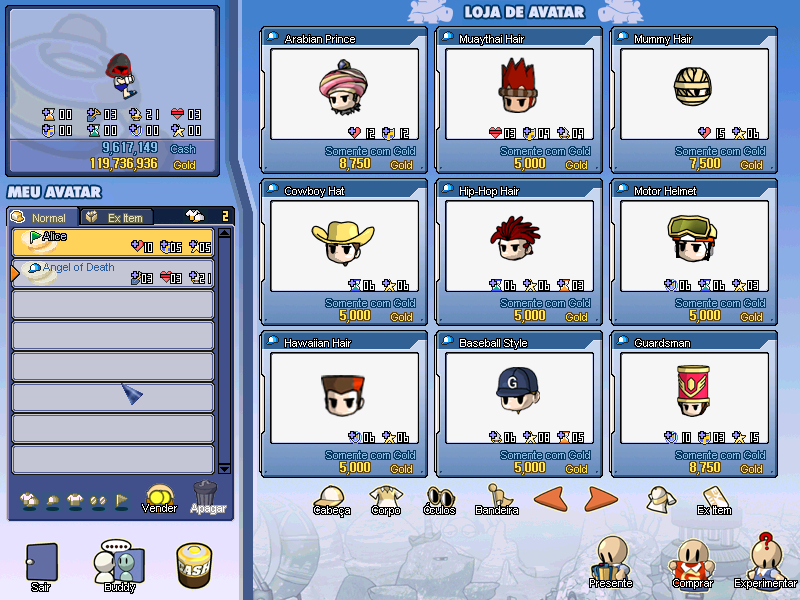 LOJA DE AVATAR
00 03 21 03
00 00 00 00
9,617,149 Cash
119,736,936 Gold
MEU AVATAR
Normal Ex Item 2
Alice
10 05 05
Angel of Death
03 03 21
Vender
Apagar
Sair
Buddy
CASH
Arabian Prince
12 12
Somente com Gold
8,750 Gold
Muaythai Hair
03 09 09
Somente com Gold
5,000 Gold
Mummy Hair
15 06
Somente com Gold
7,500 Gold
Cowboy Hat
06 06
Somente com Gold
5,000 Gold
Hip-Hop Hair
06 06 03
Somente com Gold
5,000 Gold
Motor Helmet
06 06 03
Somente com Gold
5,000 Gold
Hawaiian Hair
06 06
Somente com Gold
5,000 Gold
Baseball Style
G
06 08 05
Somente com Gold
5,000 Gold
Guardsman
10 03 15
Somente com Gold
8,750 Gold
Cabeça
Corpo
Óculos
Bandeira
Ex Item
Presente
Comprar
Experimentar